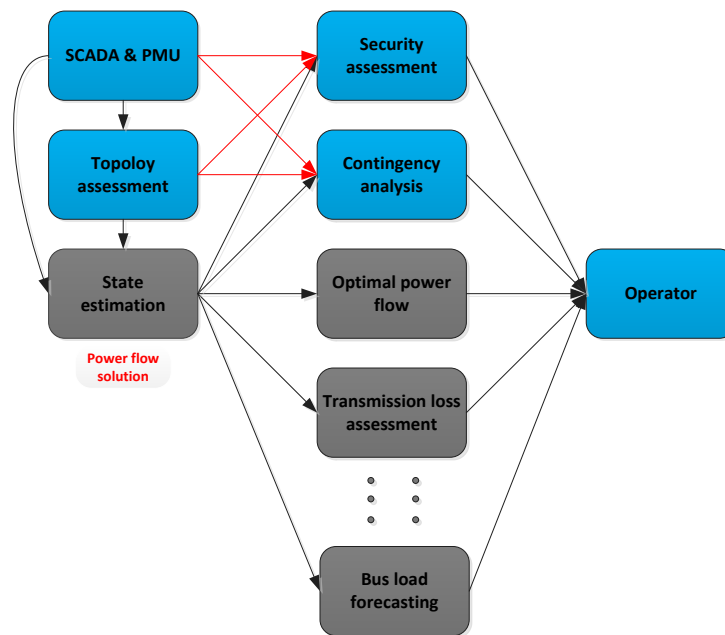 SCADA & PMU
Security
assessment
Topoloy
assessment
Contingency
analysis
State
estimation
Optimal power
flow
Operator
Power flow
solution
Transmission loss
assessment
Bus load
forecasting